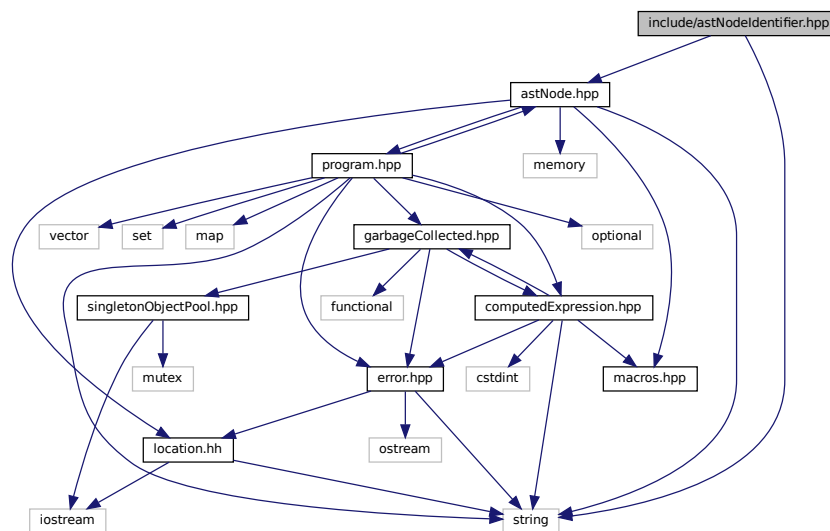 include/astNodeIdentifier.hpp
astNode.hpp
program.hpp
memory
vector
set
map
garbageCollected.hpp
optional
singletonObjectPool.hpp
functional
computedExpression.hpp
mutex
error.hpp
cstdint
macros.hpp
location.hh
ostream
iostream
string